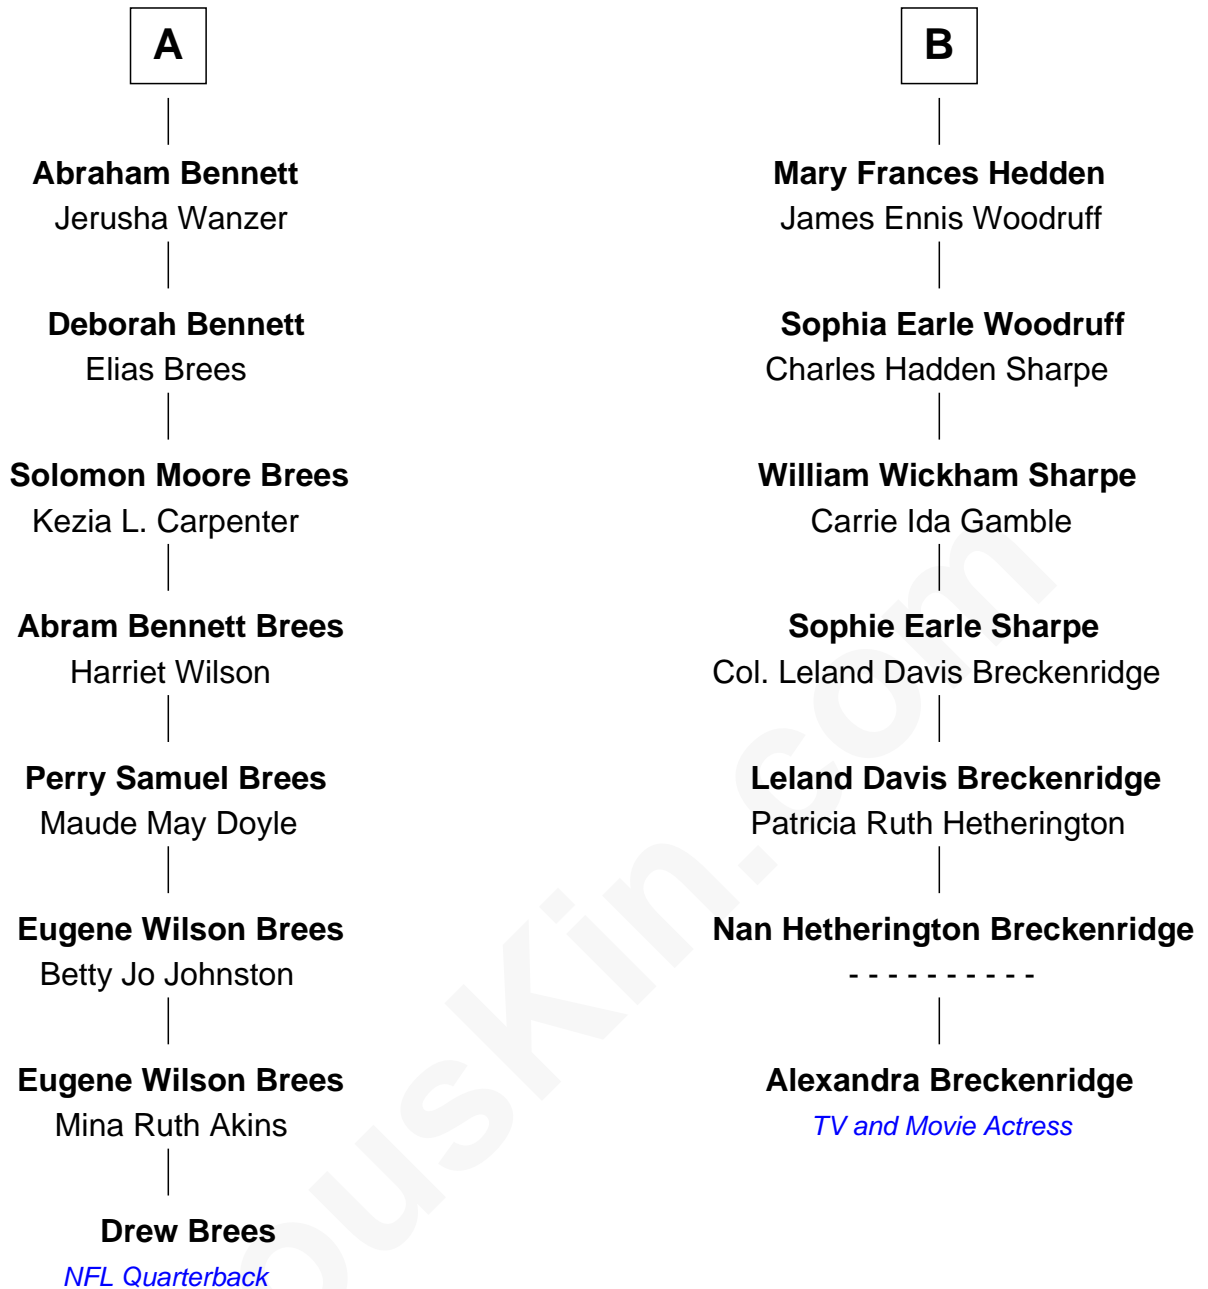 A
Abraham Bennett
Jerusha Wanzer
Deborah Bennett
Elias Brees
Solomon Moore Brees
Kezia L. Carpenter
Abram Bennett Brees
Harriet Wilson
Perry Samuel Brees
Maude May Doyle
Eugene Wilson Brees
Betty Jo Johnston
Eugene Wilson Brees
Mina Ruth Akins
Drew Brees
NFL Quarterback
B
Mary Frances Hedden
James Ennis Woodruff
Sophia Earle Woodruff
Charles Hadden Sharpe
William Wickham Sharpe
Carrie Ida Gamble
Sophie Earle Sharpe
Col. Leland Davis Breckenridge
Leland Davis Breckenridge
Patricia Ruth Hetherington
Nan Hetherington Breckenridge
- - - - - - - - - -
Alexandra Breckenridge
TV and Movie Actress
ousKin.com